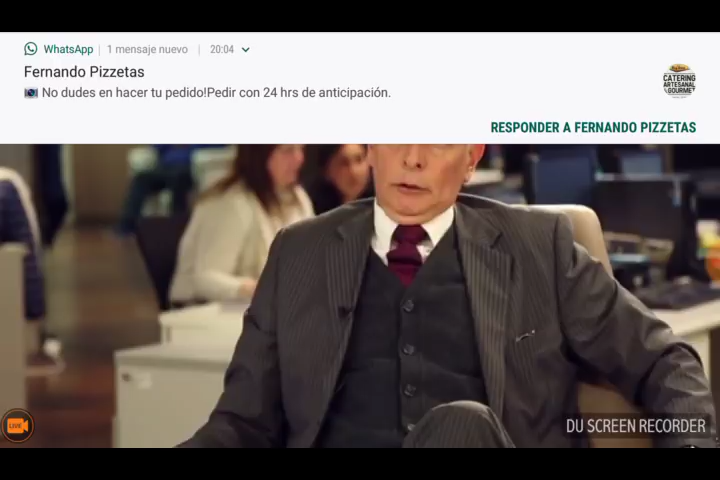 WhatsApp | 1 mensaje nuevo | 20:04
Fernando Pizzetas
No dudes en hacer tu pedido!Pedir con 24 hrs de anticipación.
CATERING
ARTESANAL
GOURMET
RESPONDER A FERNANDO PIZZETAS
LIVE
DU SCREEN RECORDER